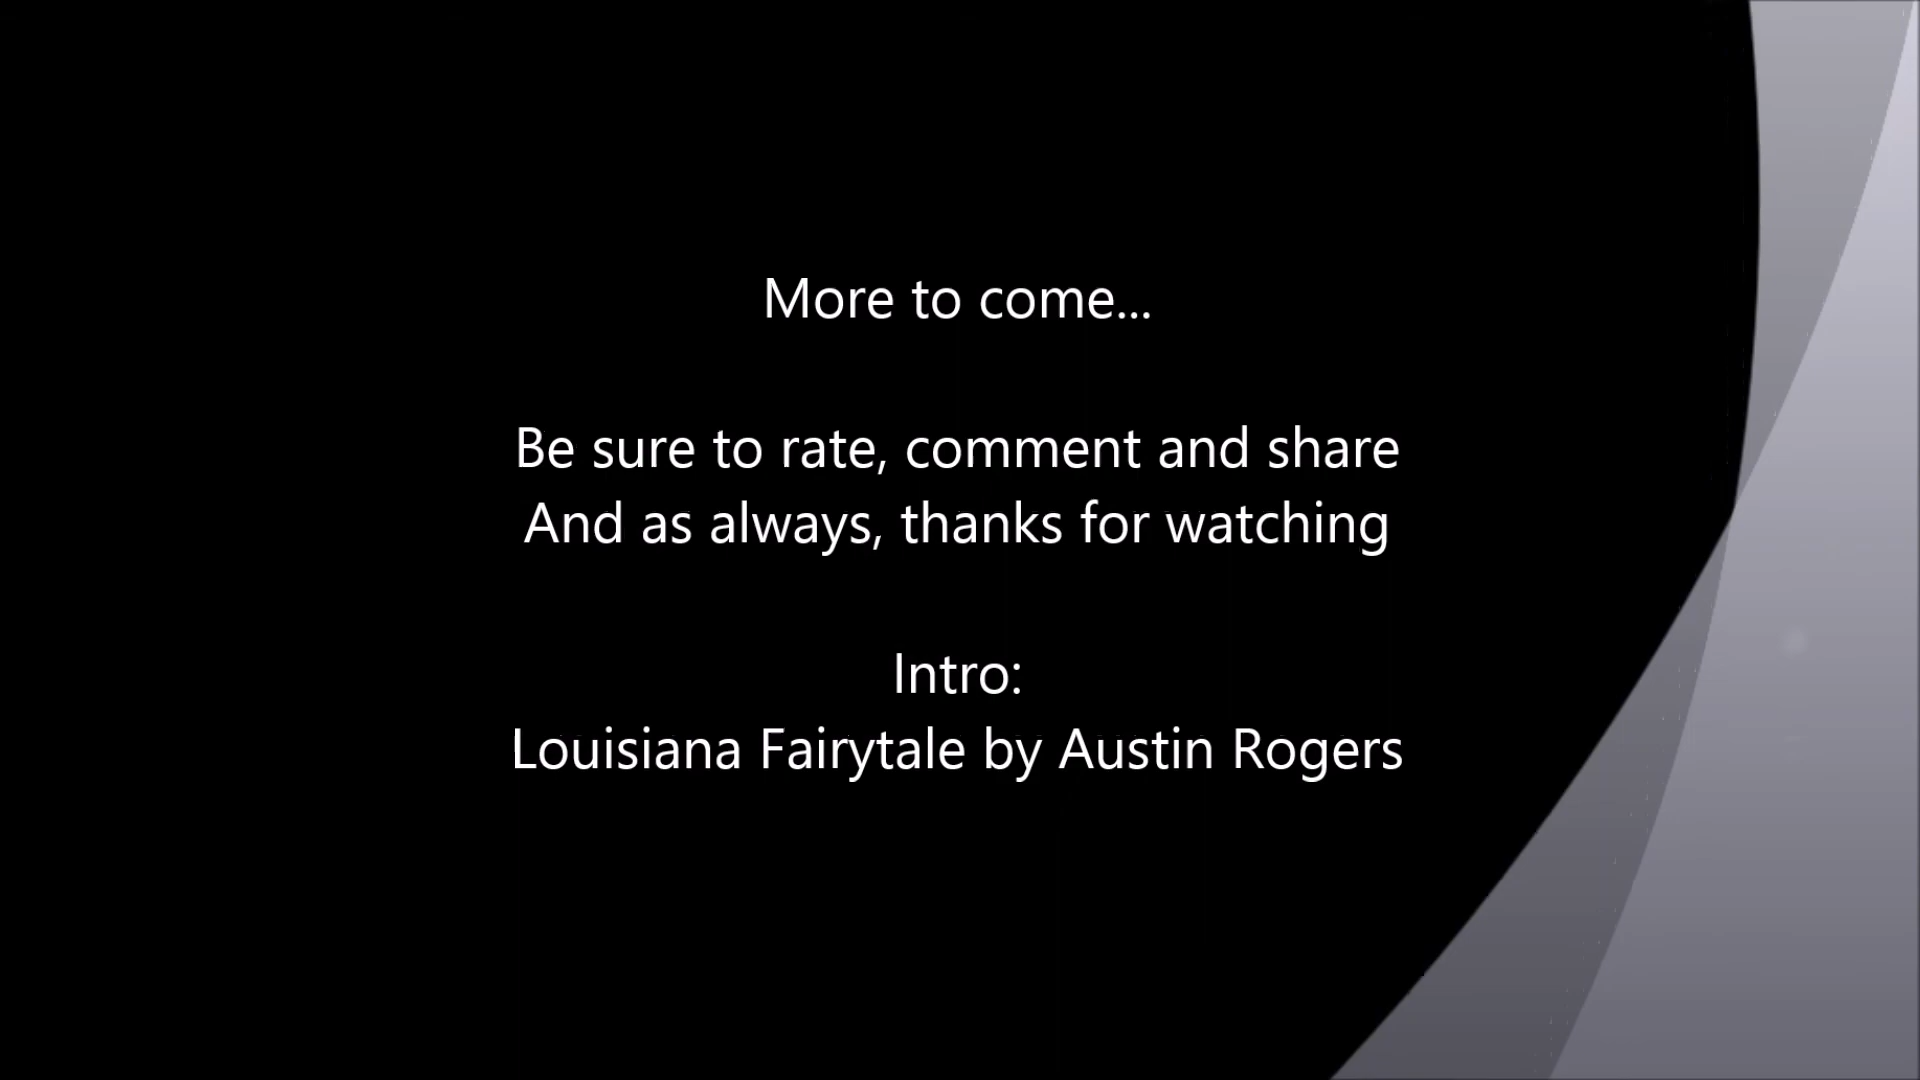 More to come...
Be sure to rate, comment and share
And as always, thanks for watching
Intro:
Louisiana Fairytale by Austin Rogers